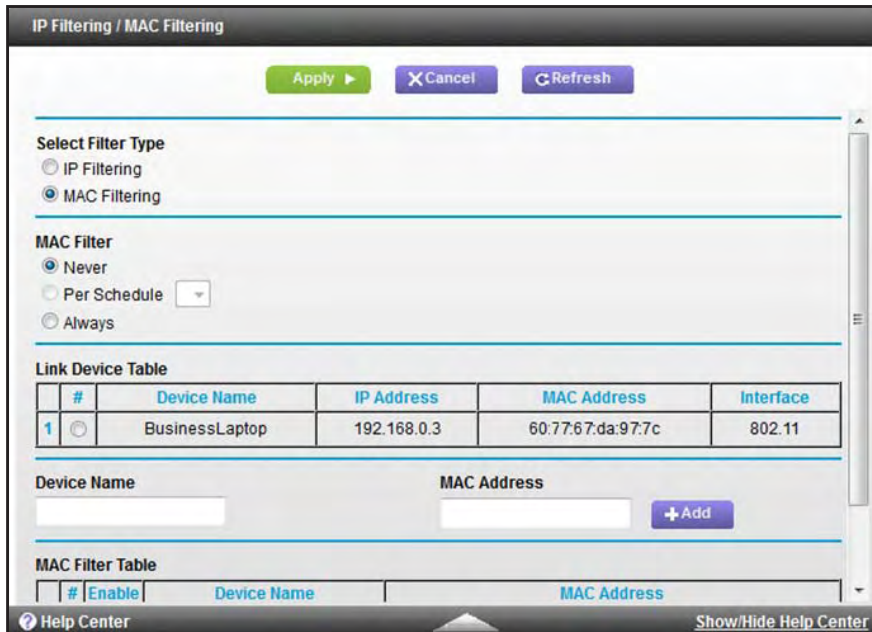 IP Filtering / MAC Filtering
Apply Cancel Refresh
Select Filter Type
IP Filtering
MAC Filtering
MAC Filter
Never
Per Schedule
Always
Link Device Table
# Device Name IP Address MAC Address Interface
1 BusinessLaptop 192.168.0.3 60:77:67:da:97:7c 802.11
Device Name MAC Address
+Add
MAC Filter Table
# Enable Device Name MAC Address
? Help Center Show/Hide Help Center